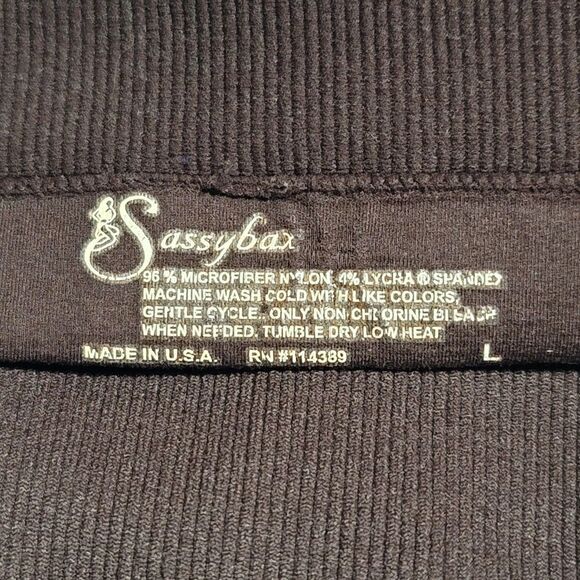 Sassybax
96 % MICROFIBER NYLON, 4% LYCRA ® SPANDEX
MACHINE WASH COLD WITH LIKE COLORS,
GENTLE CYCLE. ONLY NON CHLORINE BLEACH
WHEN NEEDED. TUMBLE DRY LOW HEAT
MADE IN U.S.A. RN #114389 L